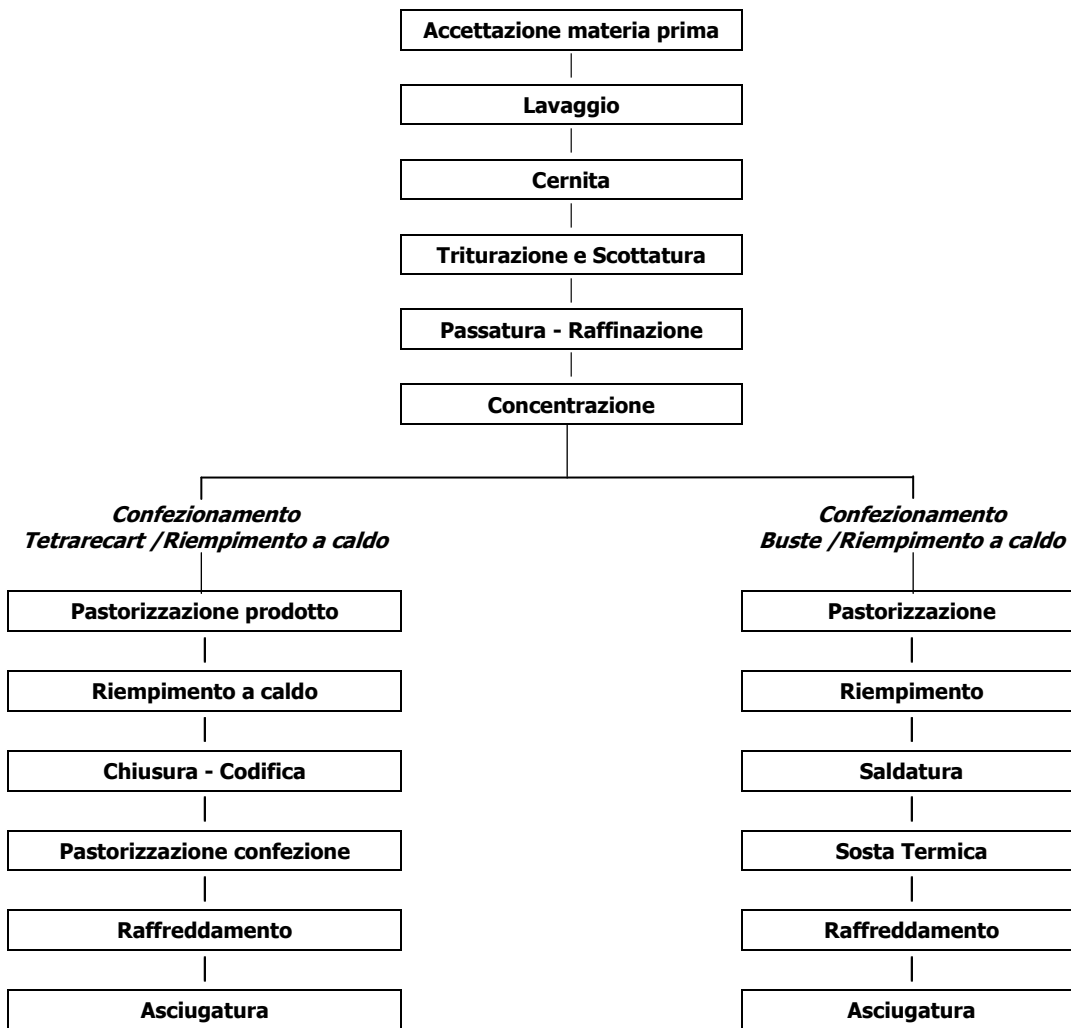 Accettazione materia prima
Lavaggio
Cernita
Triturazione e Scottatura
Passatura - Raffinazione
Concentrazione
Confezionamento
Tetrarecart /Riempimento a caldo
Pastorizzazione prodotto
Riempimento a caldo
Chiusura - Codifica
Pastorizzazione confezione
Raffreddamento
Asciugatura
Confezionamento
Buste /Riempimento a caldo
Pastorizzazione
Riempimento
Saldatura
Sosta Termica
Raffreddamento
Asciugatura